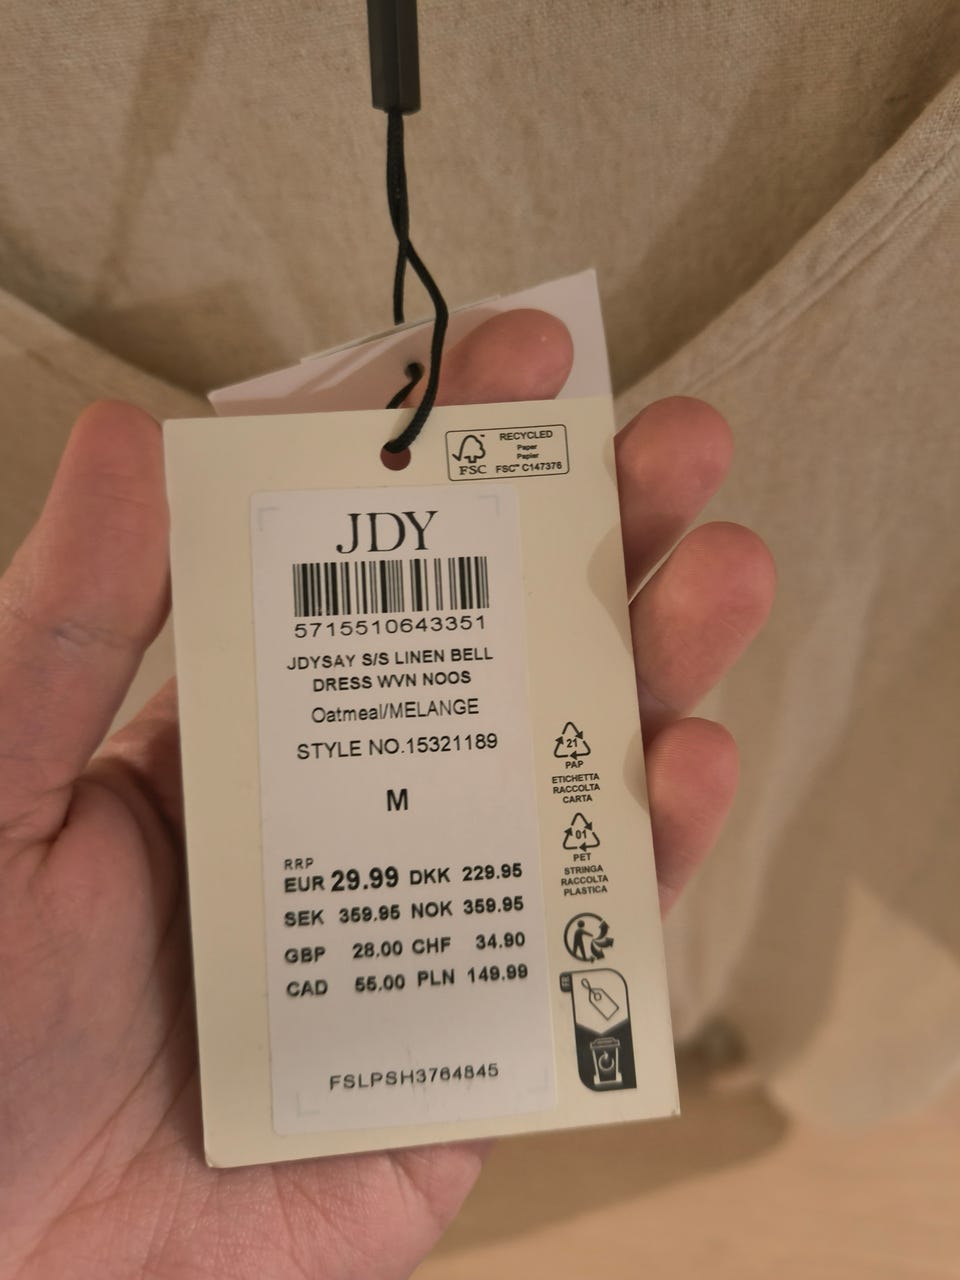 RECYCLED
Paper
Papier
FSC™ C147376
FSC
JDY
5715510643351
JDYSAY S/S LINEN BELL
DRESS WVN NOOS
Oatmeal/MELANGE
STYLE NO.15321189
M
RRP
EUR 29.99 DKK 229.95
SEK 359.95 NOK 359.95
GBP 28.00 CHF 34.90
CAD 55.00 PLN 149.99
FSLPSH3764845
21
PAP
ETICHETTA
RACCOLTA
CARTA
01
PET
STRINGA
RACCOLTA
PLASTICA